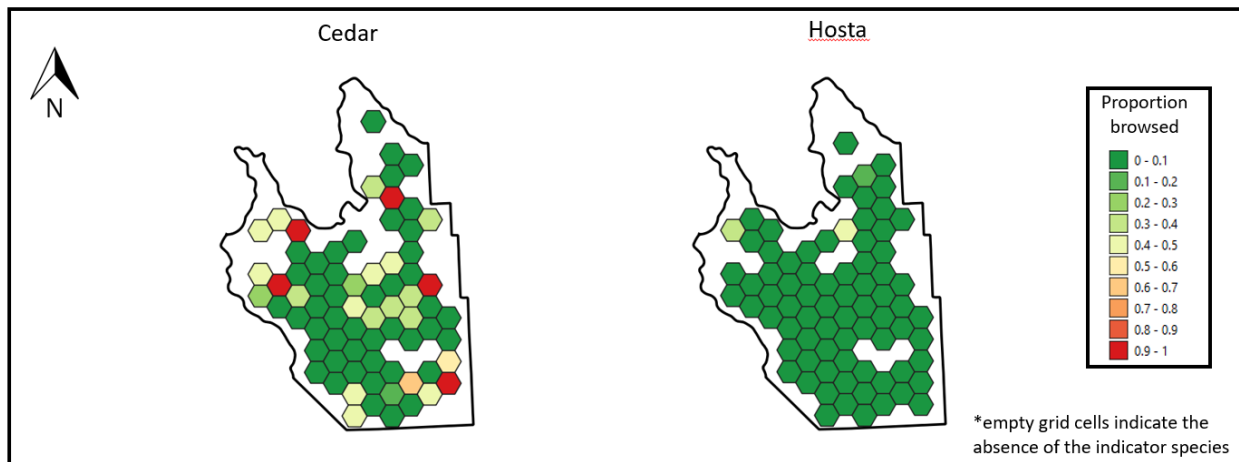 Cedar
Hosta
N
Proportion
browsed
0 - 0.1
0.1 - 0.2
0.2 - 0.3
0.3 - 0.4
0.4 - 0.5
0.5 - 0.6
0.6 - 0.7
0.7 - 0.8
0.8 - 0.9
0.9 - 1
*empty grid cells indicate the
absence of the indicator species